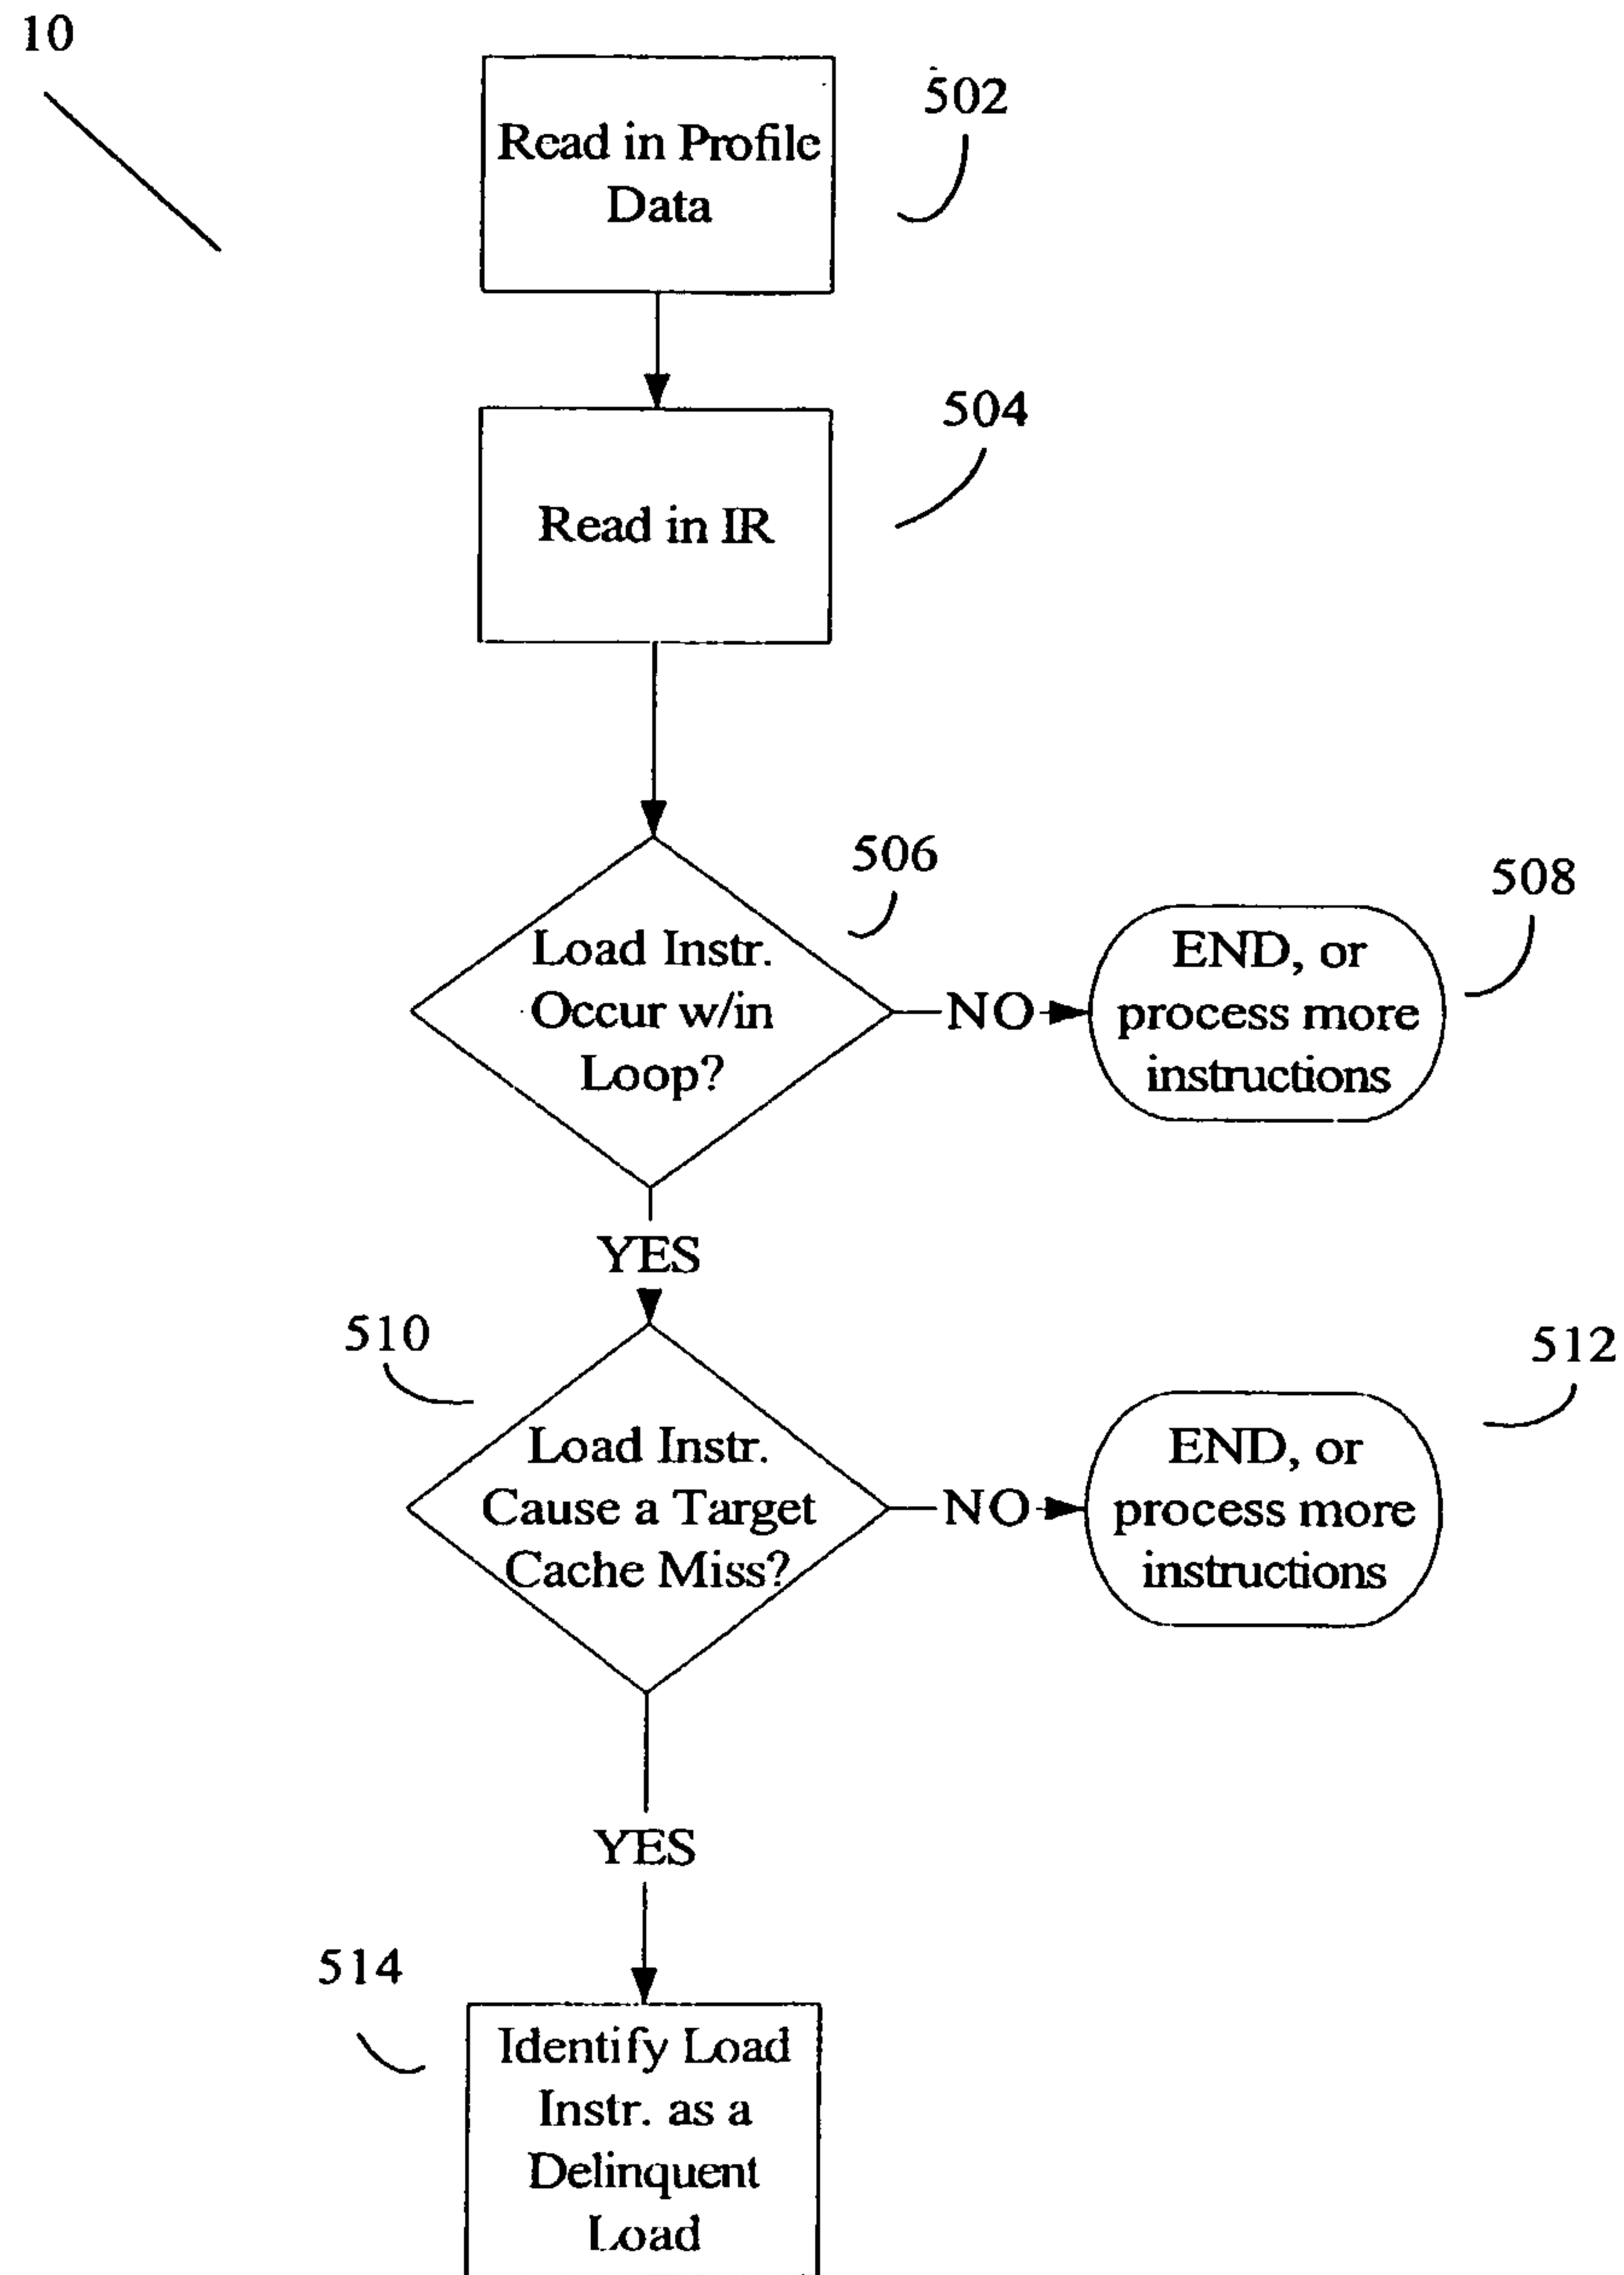 10
502
Read in Profile
Data
504
Read in IR
506
508
Load Instr.
Occur w/in
Loop?
NO
END, or
process more
instructions
YES
510
512
Load Instr.
Cause a Target
Cache Miss?
NO
END, or
process more
instructions
YES
514
Identify Load
Instr. as a
Delinquent
Load